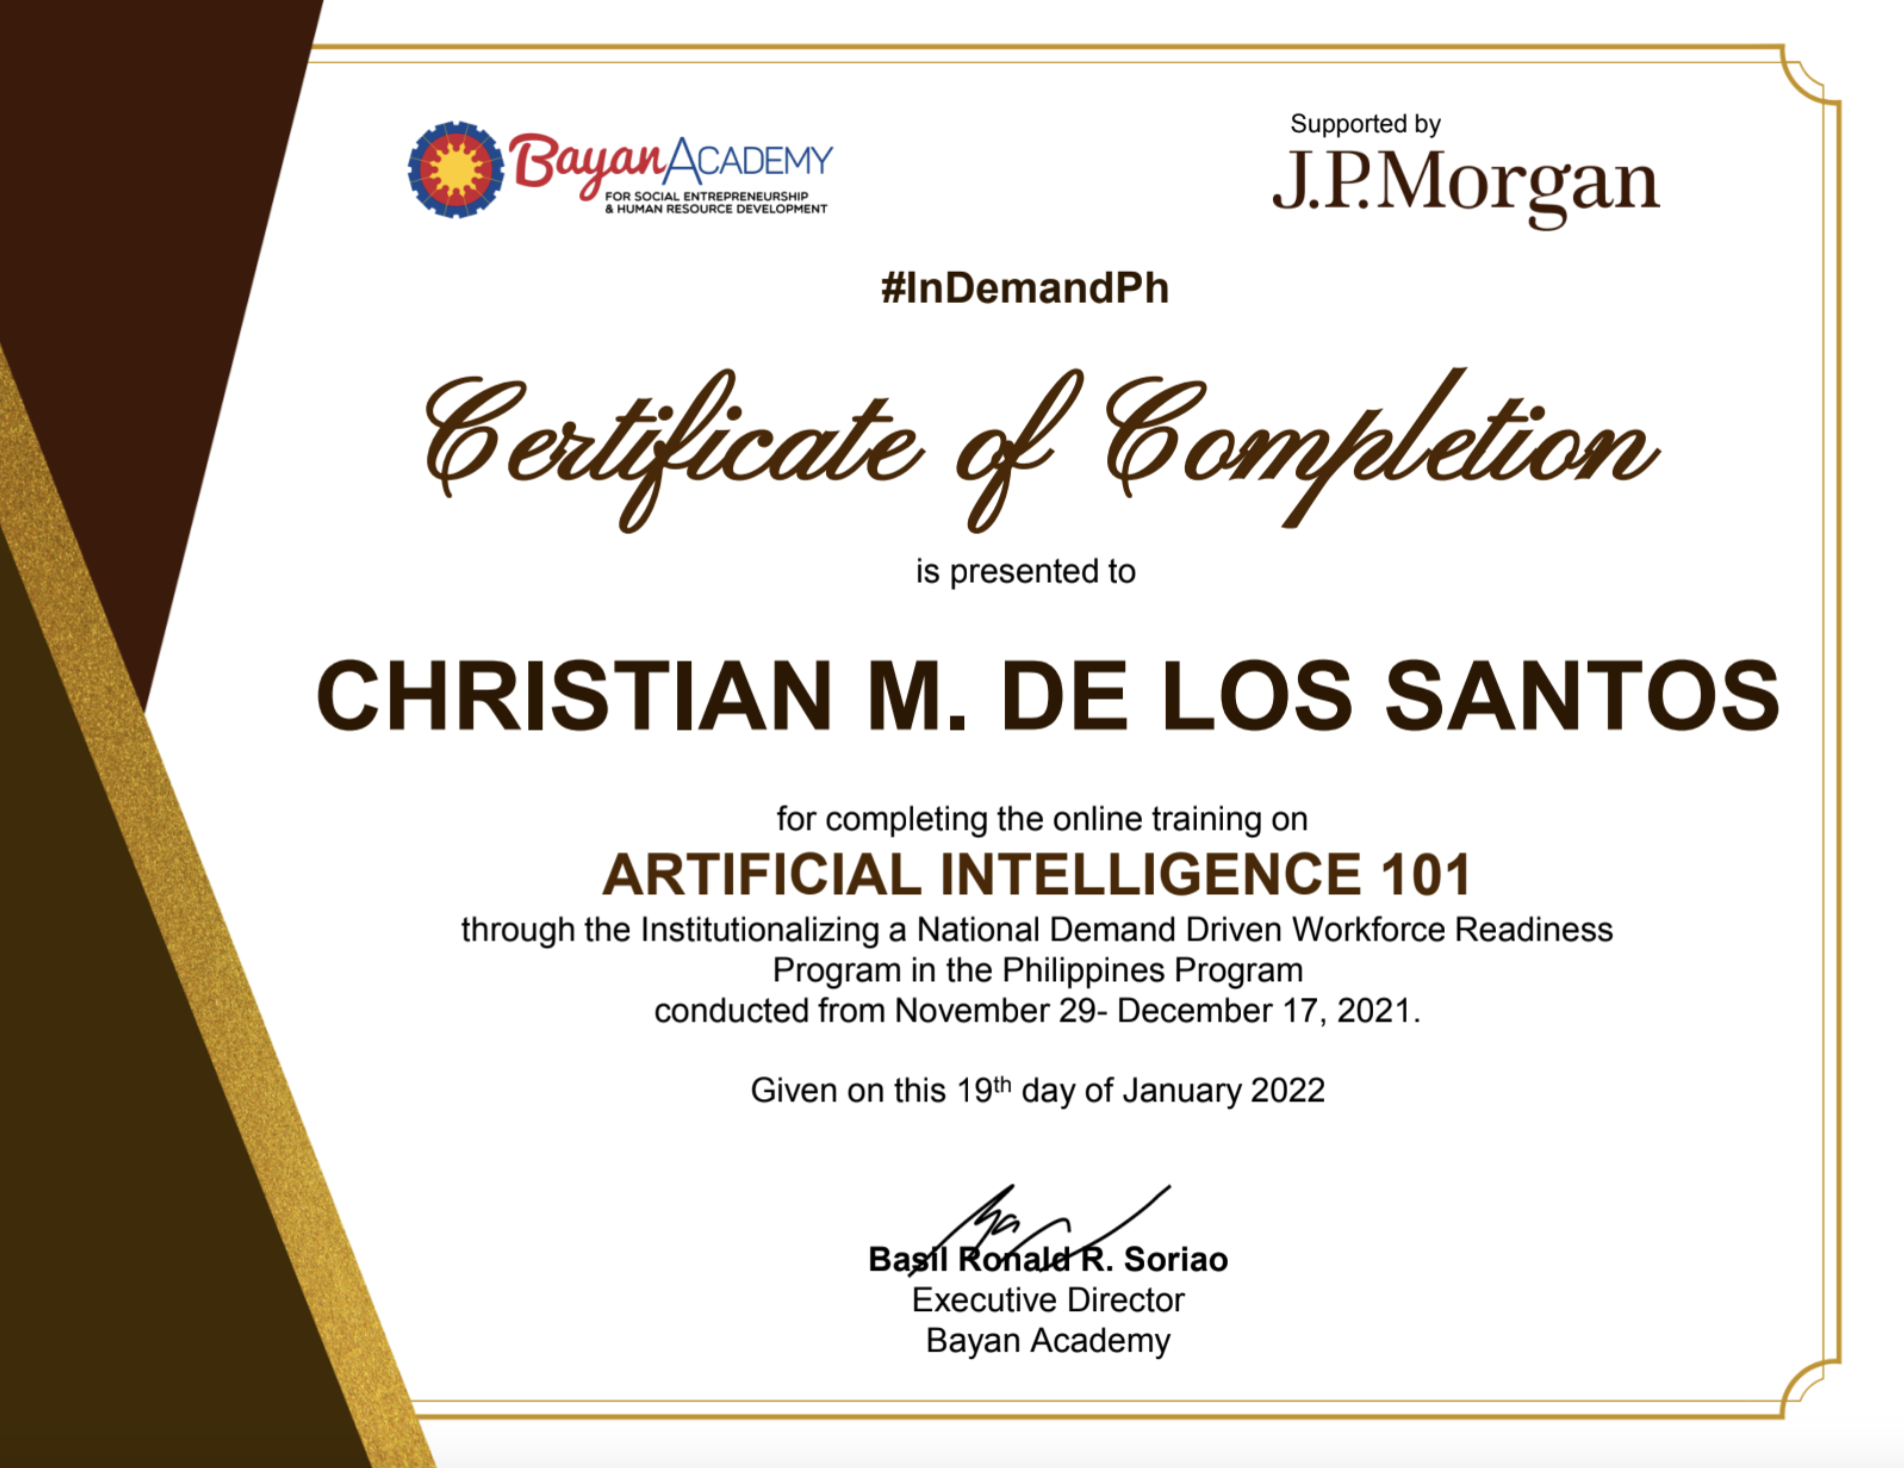 BayanAcademy
FOR SOCIAL ENTREPRENEURSHIP
& HUMAN RESOURCE DEVELOPMENT
Supported by
J.P.Morgan
#InDemandPh
Certificate of Completion
is presented to
CHRISTIAN M. DE LOS SANTOS
for completing the online training on
ARTIFICIAL INTELLIGENCE 101
through the Institutionalizing a National Demand Driven Workforce Readiness
Program in the Philippines Program
conducted from November 29- December 17, 2021.
Given on this 19th day of January 2022
Basil Ronald R. Soriao
Executive Director
Bayan Academy